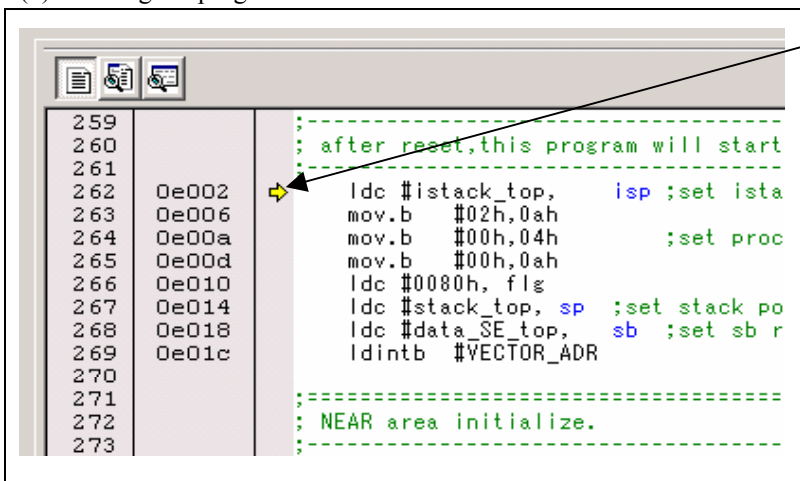 259 ;------------------------------------------------
260 ; after reset,this program will start
261 ;------------------------------------------------
262 0e002 ldc #istack_top, isp ;set ista
263 0e006 mov.b #02h,0ah
264 0e00a mov.b #00h,04h ;set proc
265 0e00d mov.b #00h,0ah
266 0e010 ldc #0080h, flg
267 0e014 ldc #stack_top, sp ;set stack po
268 0e018 ldc #data_SE_top, sb ;set sb r
269 0e01c ldintb #VECTOR_ADR
270
271 ;================================================
272 ; NEAR area initialize.
273 ;------------------------------------------------